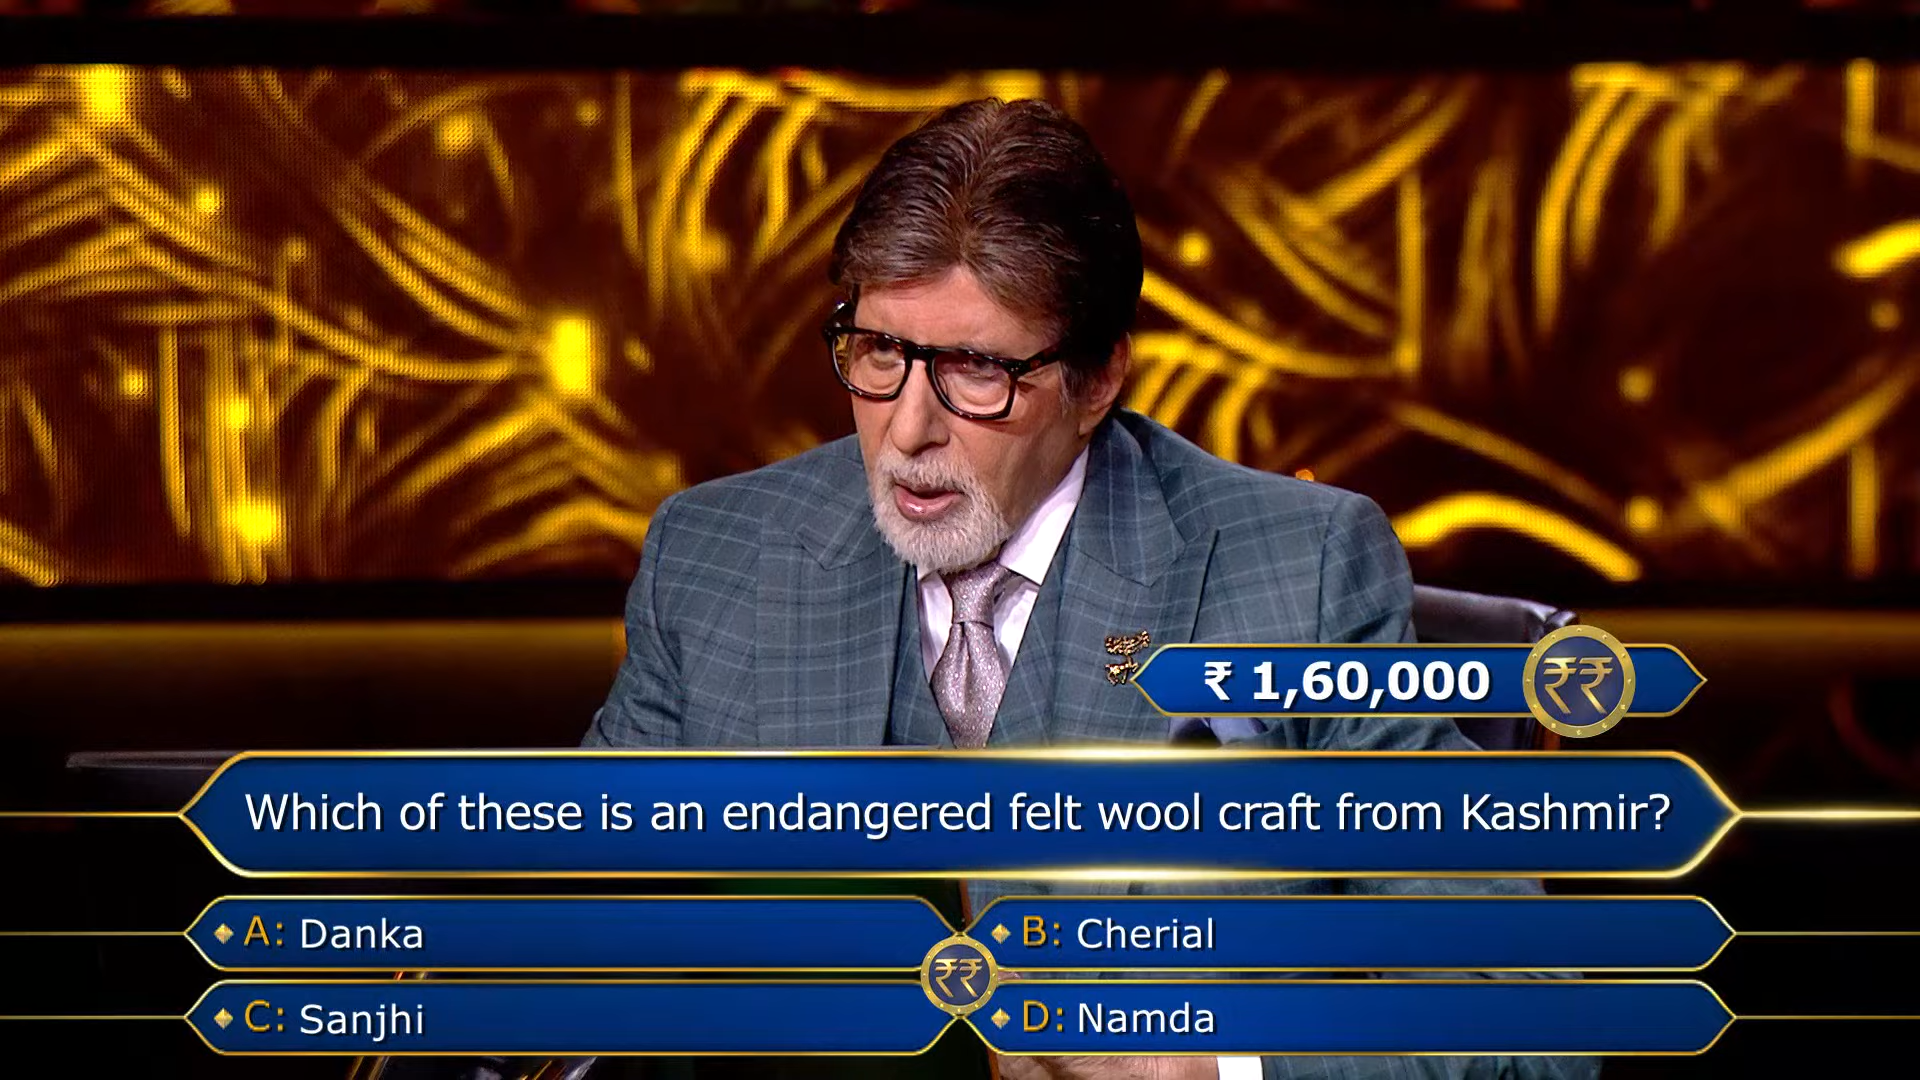 ₹ 1,60,000
₹₹
Which of these is an endangered felt wool craft from Kashmir?
A: Danka
B: Cherial
₹₹
C: Sanjhi
D: Namda